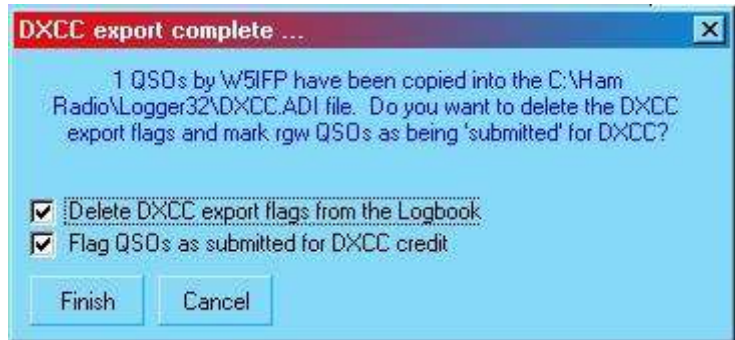 DXCC export complete ...
1 QSOs by W5IFP have been copied into the C:\Ham
Radio\Logger32\DXCC.ADI file. Do you want to delete the DXCC
export flags and mark rgw QSOs as being 'submitted' for DXCC?
Delete DXCC export flags from the Logbook
Flag QSOs as submitted for DXCC credit
Finish
Cancel